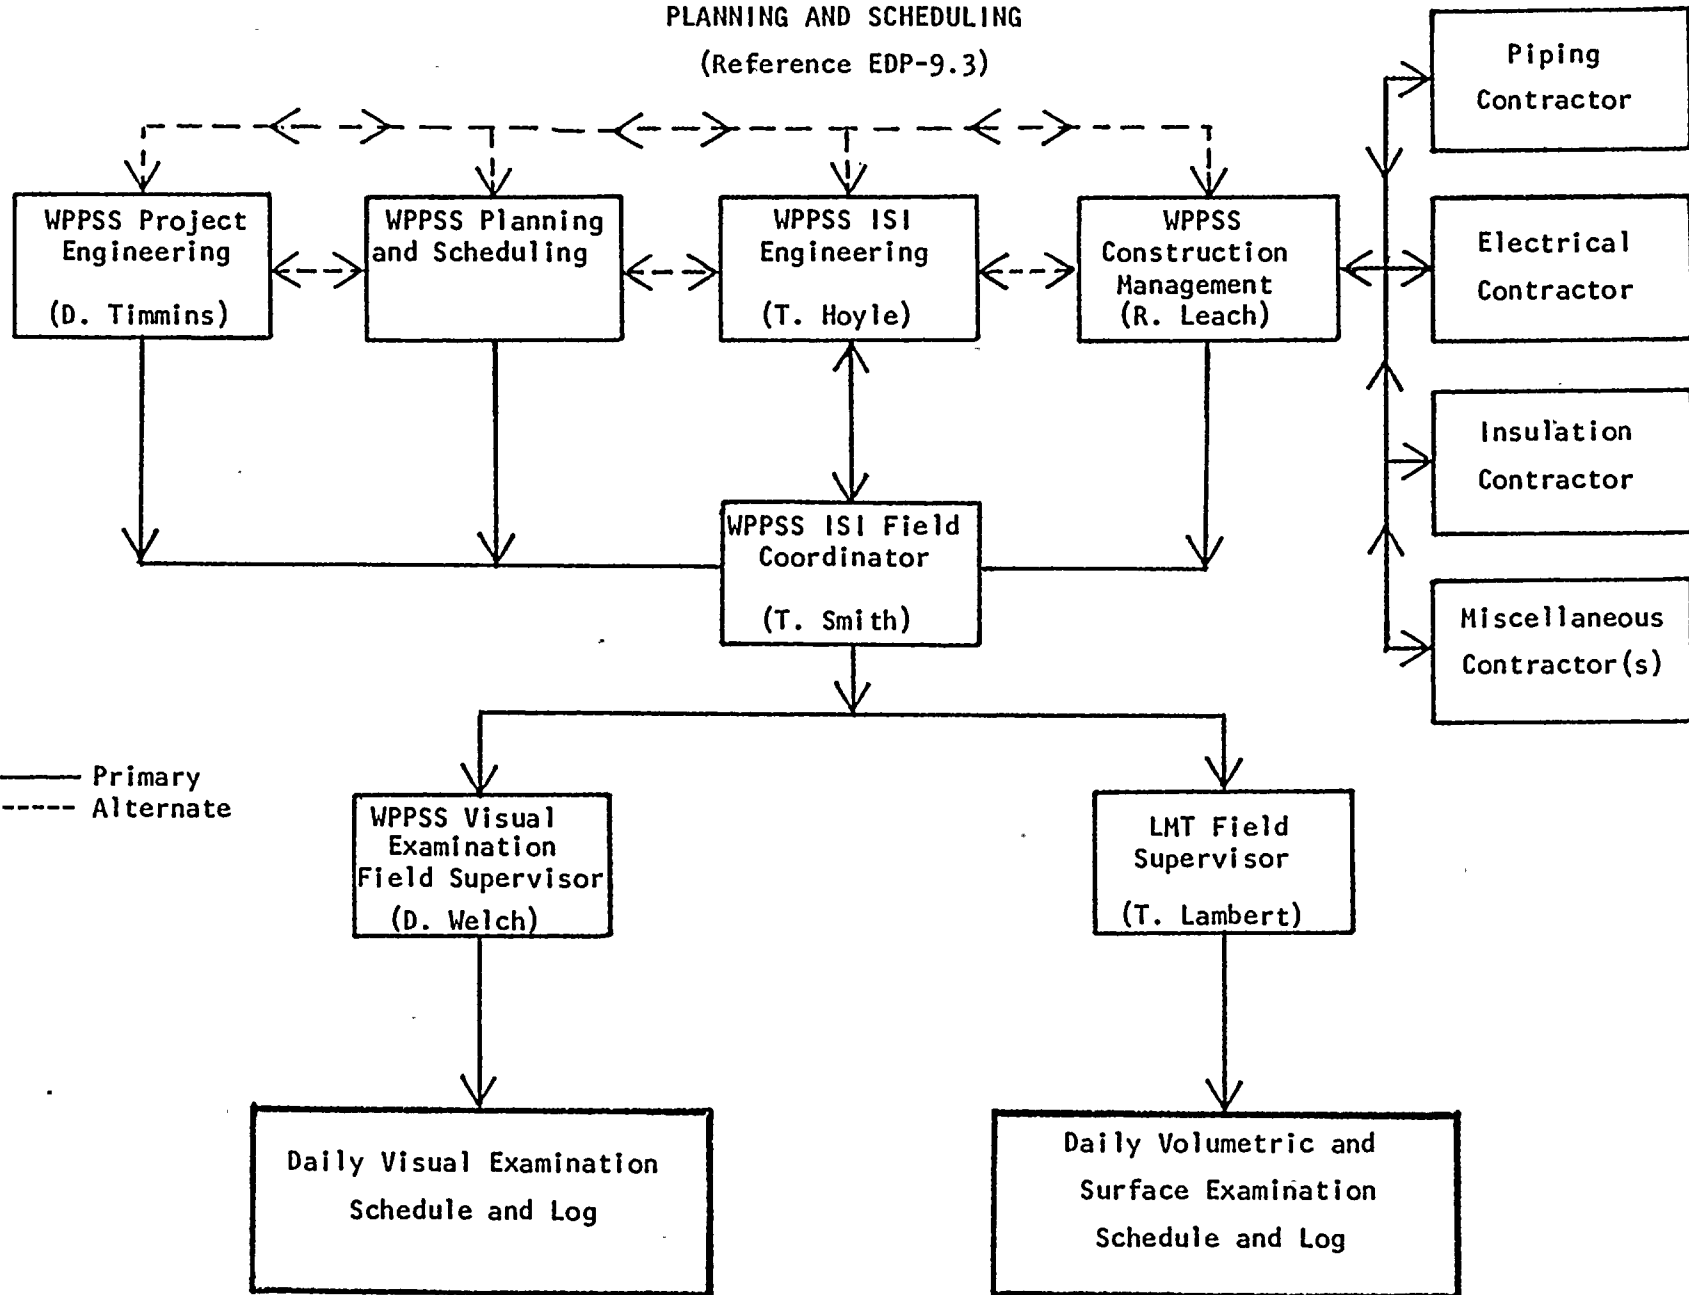 PLANNING AND SCHEDULING
(Reference EDP-9.3)
Piping
Contractor
WPPSS Project
Engineering
(D. Timmins)
WPPSS Planning
and Scheduling
WPPSS ISI
Engineering
(T. Hoyle)
WPPSS
Construction
Management
(R. Leach)
Electrical
Contractor
Insulation
Contractor
WPPSS ISI Field
Coordinator
(T. Smith)
Miscellaneous
Contractor(s)
Primary
Alternate
WPPSS Visual
Examination
Field Supervisor
(D. Welch)
LMT Field
Supervisor
(T. Lambert)
Daily Visual Examination
Schedule and Log
Daily Volumetric and
Surface Examination
Schedule and Log